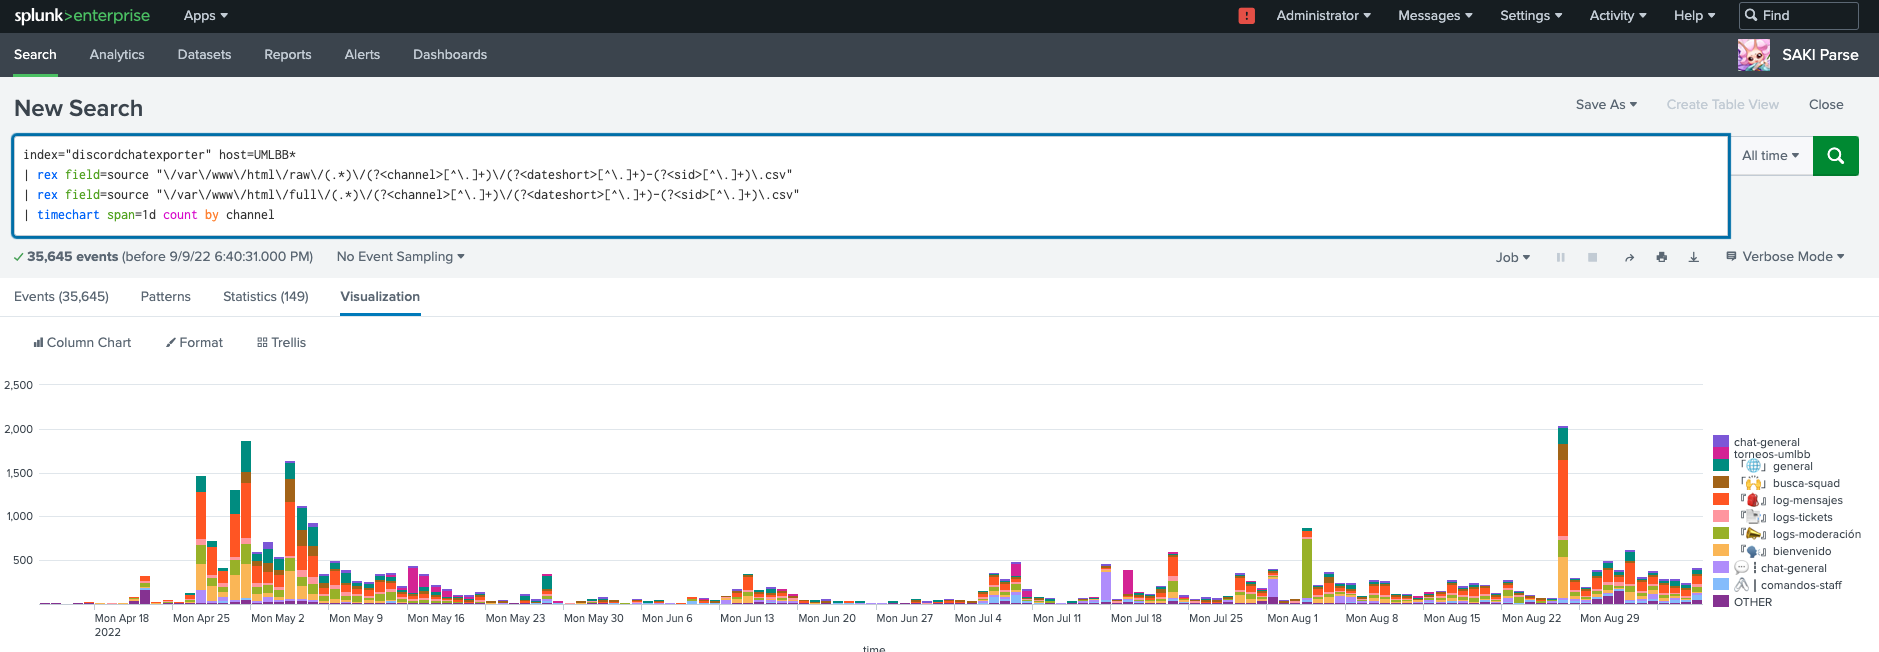 splunk>enterprise Apps Administrator Messages Settings Activity Help Find
Search Analytics Datasets Reports Alerts Dashboards SAKI Parse
New Search
Save As Create Table View Close
index="discordchatexporter" host=UMLBB*
| rex field=source "\/var\/www\/html\/raw\/(.*)\/(?<channel>[^\.]+)\/(?<dateshort>[^\.]+)-(?<sid>[^\.]+)\.csv"
| rex field=source "\/var\/www\/html\/full\/(.*)\/(?<channel>[^\.]+)\/(?<dateshort>[^\.]+)-(?<sid>[^\.]+)\.csv"
| timechart span=1d count by channel
All time
35,645 events (before 9/9/22 6:40:31.000 PM) No Event Sampling
Job Verbose Mode
Events (35,645) Patterns Statistics (149) Visualization
Column Chart Format Trellis
2,500
2,000
1,500
1,000
500
Mon Apr 18 Mon Apr 25 Mon May 2 Mon May 9 Mon May 16 Mon May 23 Mon May 30 Mon Jun 6 Mon Jun 13 Mon Jun 20 Mon Jun 27 Mon Jul 4 Mon Jul 11 Mon Jul 18 Mon Jul 25 Mon Aug 1 Mon Aug 8 Mon Aug 15 Mon Aug 22 Mon Aug 29
2022
time
chat-general
torneos-umlbb
「🌐」general
「🙌」busca-squad
『🎒』log-mensajes
『📑』logs-tickets
『📣』logs-moderación
『🗣』bienvenido
💬┆chat-general
| comandos-staff
OTHER